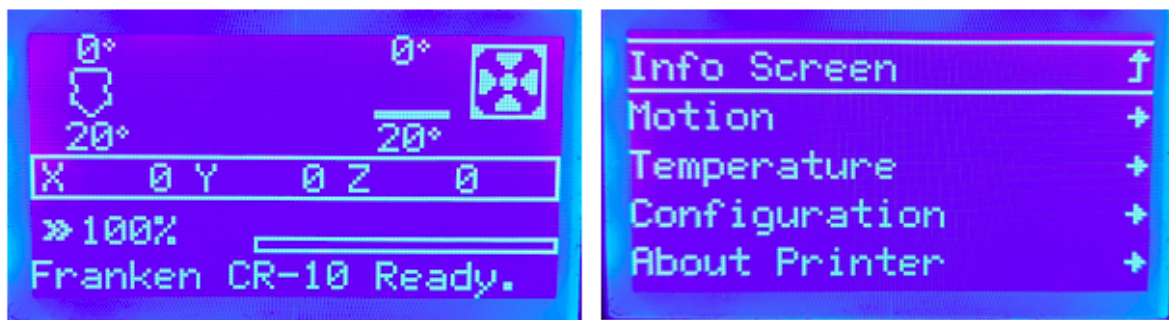 0° 0°
20° 20°
X 0 Y 0 Z 0
»100%
Franken CR-10 Ready.
Info Screen
Motion
Temperature
Configuration
About Printer